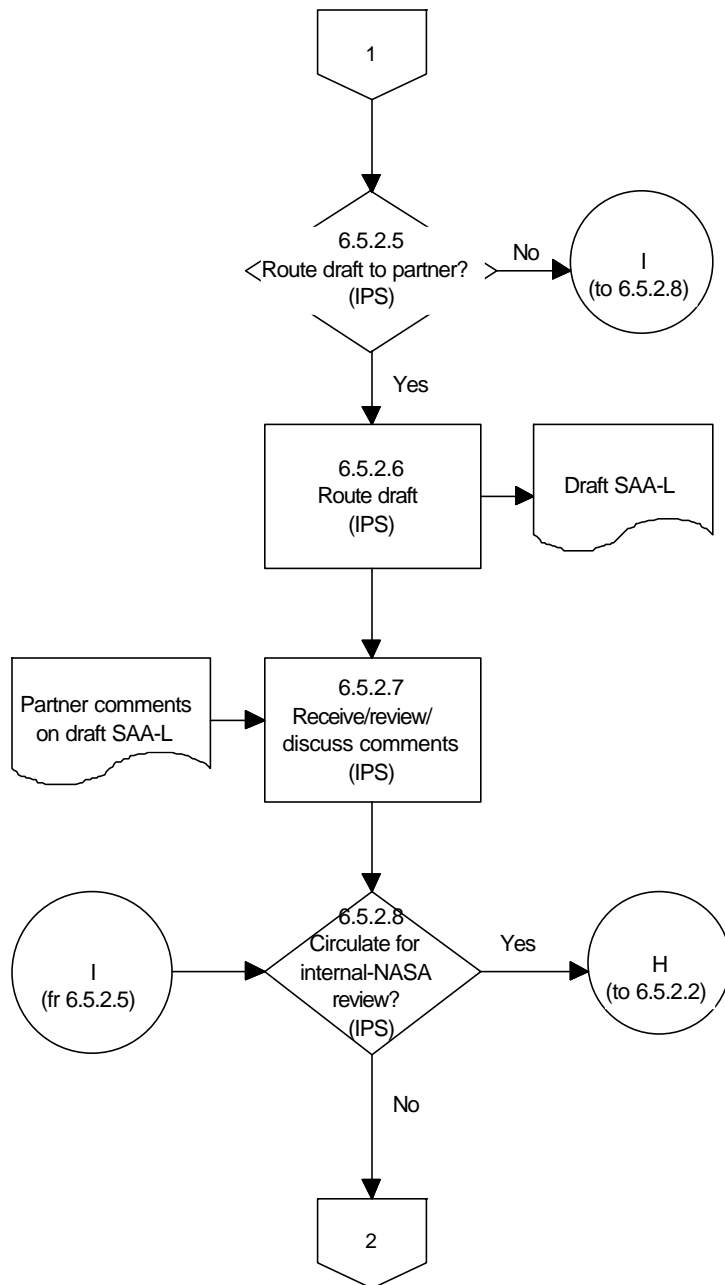 1
6.5.2.5
Route draft to partner?
(IPS)
No
I
(to 6.5.2.8)
Yes
6.5.2.6
Route draft
(IPS)
Draft SAA-L
Partner comments
on draft SAA-L
6.5.2.7
Receive/review/
discuss comments
(IPS)
I
(fr 6.5.2.5)
6.5.2.8
Circulate for
internal-NASA
review?
(IPS)
Yes
H
(to 6.5.2.2)
No
2